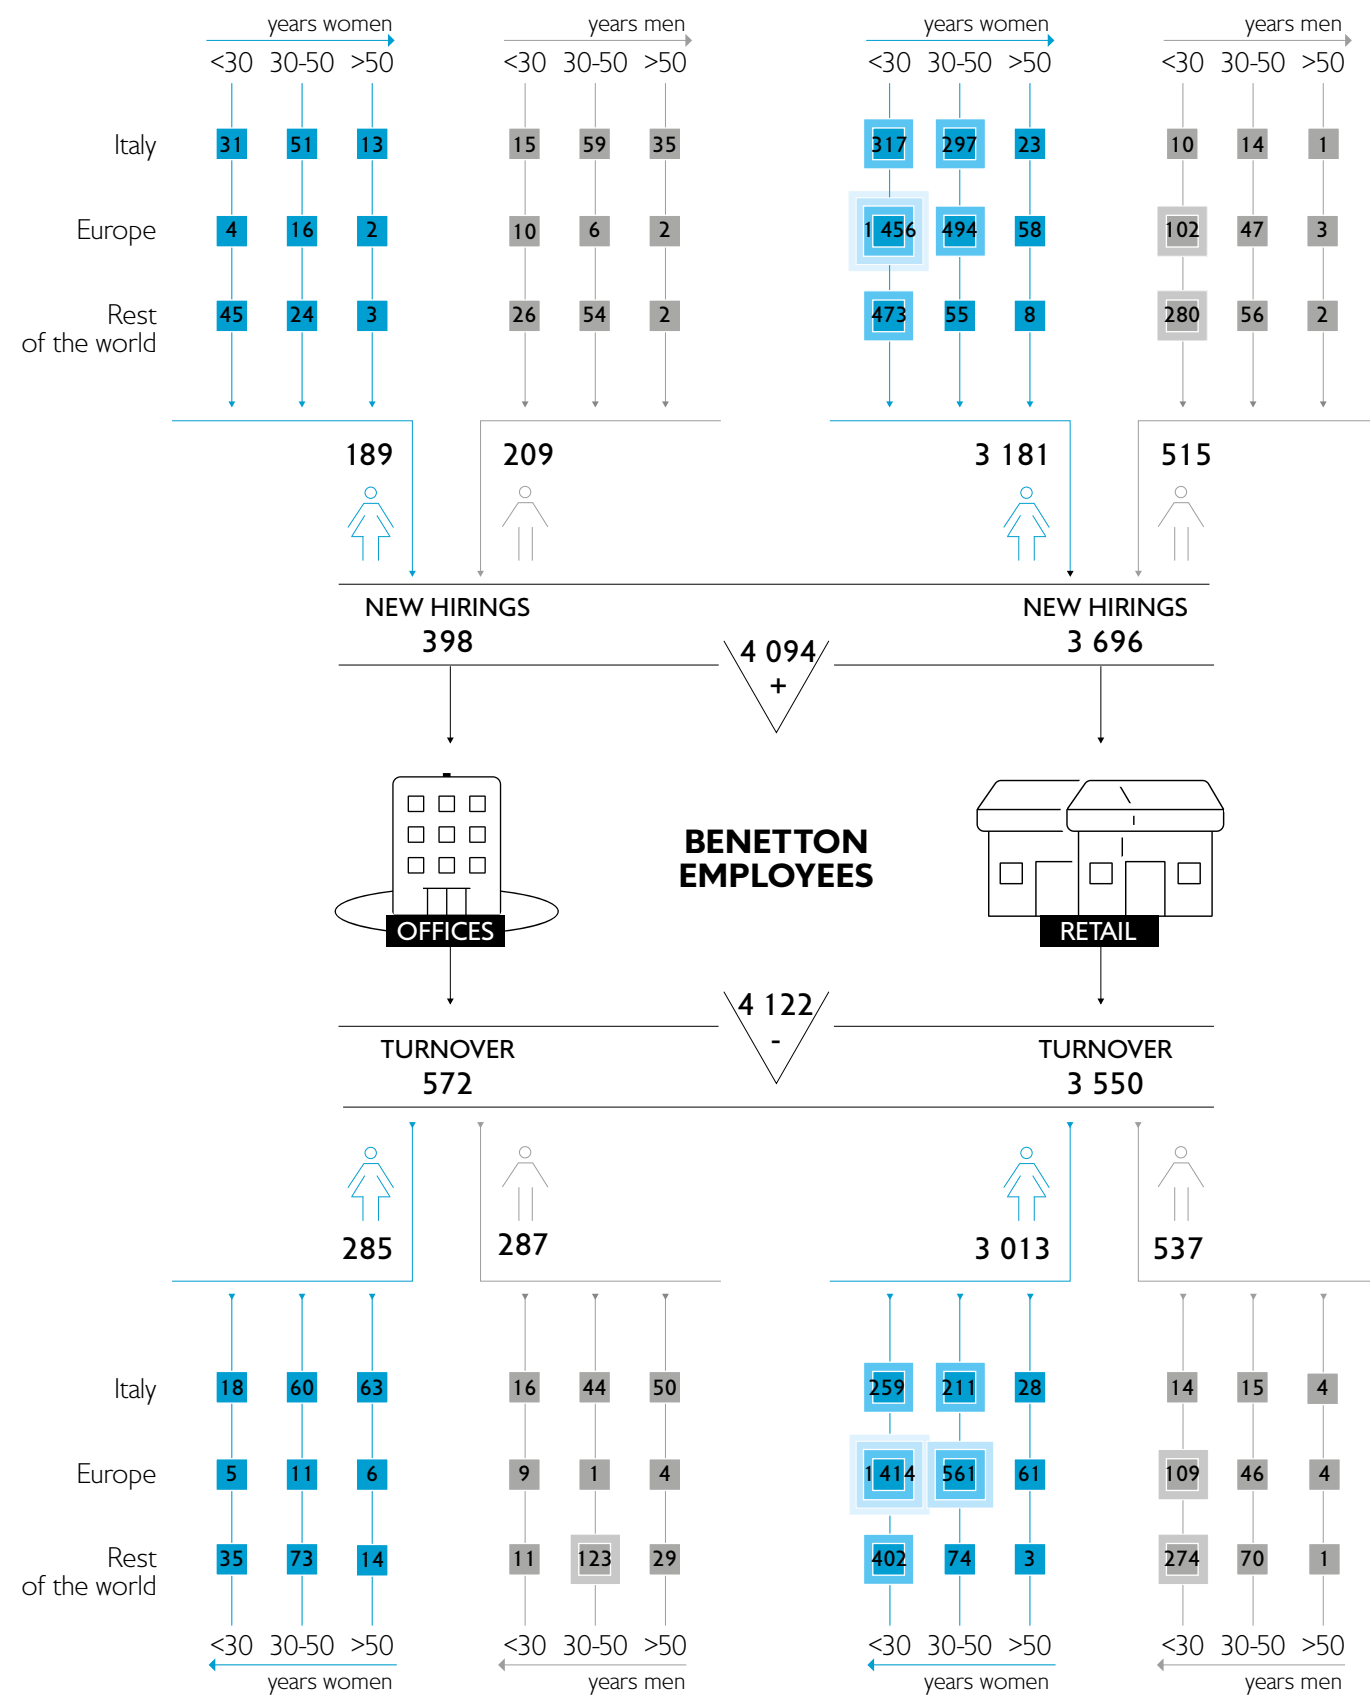 years women years men years women years men
<30 30-50 >50 <30 30-50 >50 <30 30-50 >50 <30 30-50 >50
Italy 31 51 13 15 59 35 317 297 23 10 14 1
Europe 4 16 2 10 6 2 1 456 494 58 102 47 3
Rest
of the world 45 24 3 26 54 2 473 55 8 280 56 2
189 209 3 181 515
NEW HIRINGS NEW HIRINGS
398 3 696
4 094
+
BENETTON
EMPLOYEES
OFFICES RETAIL
4 122
-
TURNOVER TURNOVER
572 3 550
285 287 3 013 537
Italy 18 60 63 16 44 50 259 211 28 14 15 4
Europe 5 11 6 9 1 4 1 414 561 61 109 46 4
Rest
of the world 35 73 14 11 123 29 402 74 3 274 70 1
<30 30-50 >50 <30 30-50 >50 <30 30-50 >50 <30 30-50 >50
years women years men years women years men